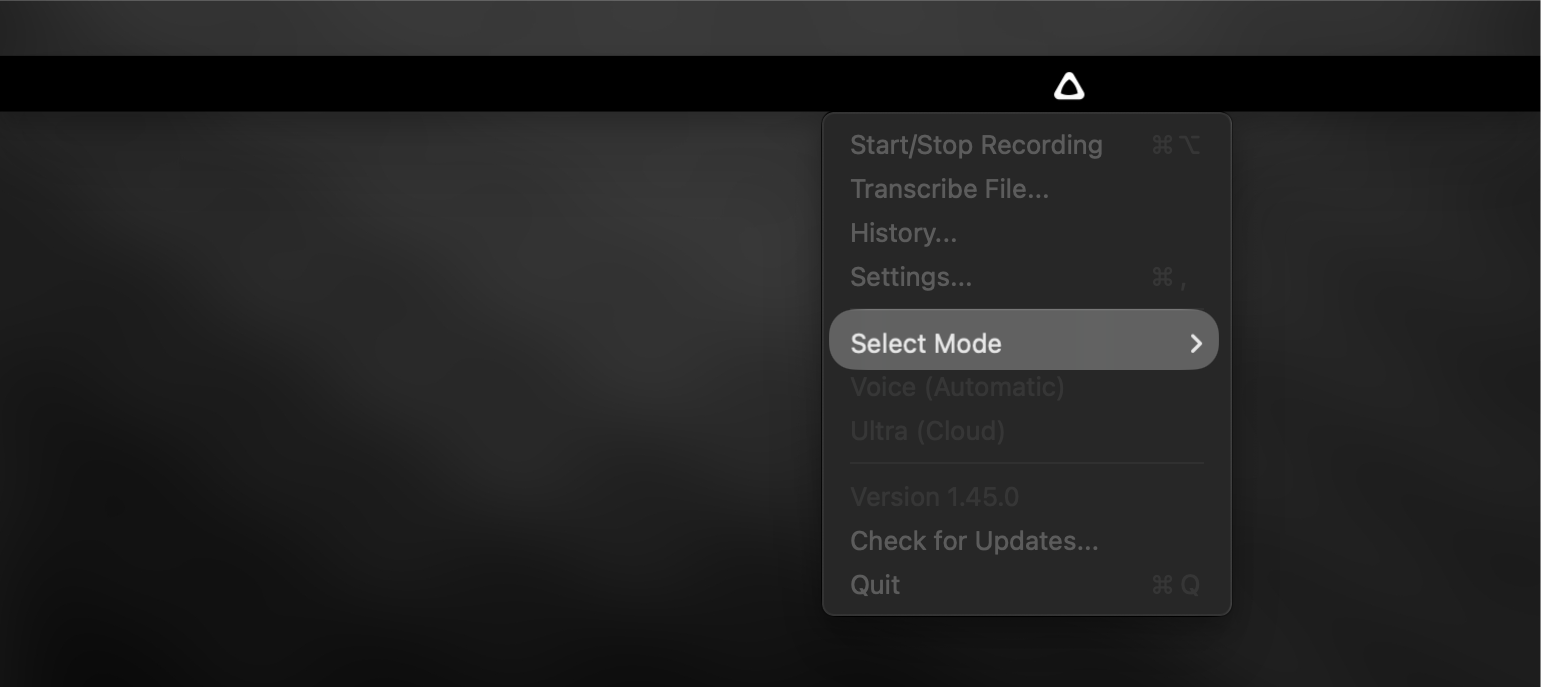 Start/Stop Recording ⌘⌥
Transcribe File...
History...
Settings... ⌘,
Select Mode
Voice (Automatic)
Ultra (Cloud)
Version 1.45.0
Check for Updates...
Quit ⌘Q